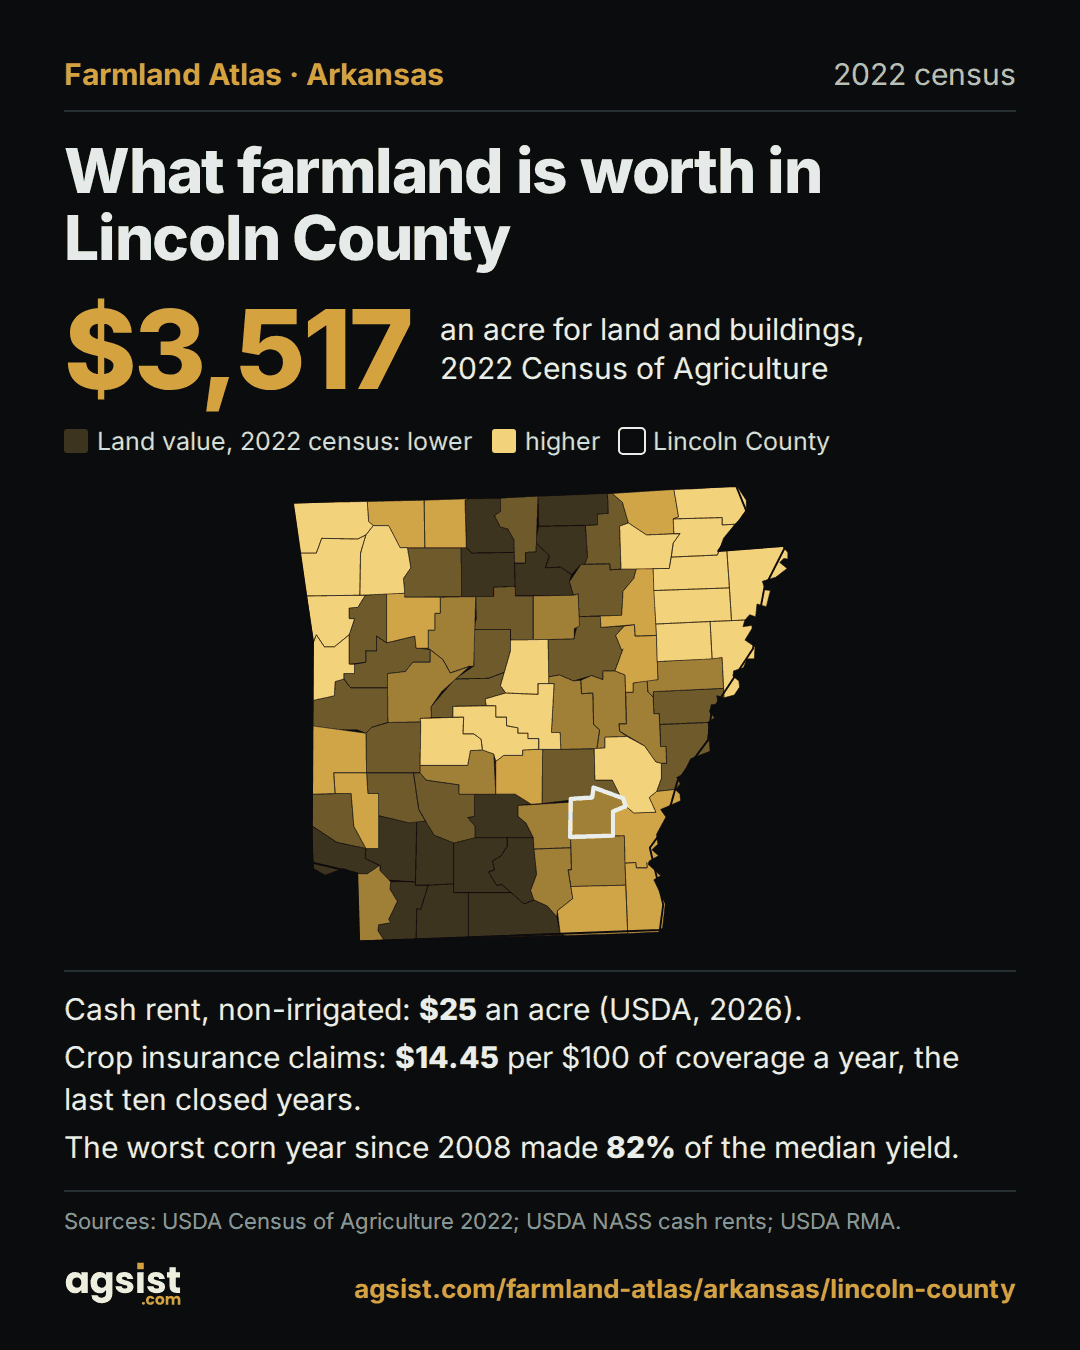 Farmland Atlas · Arkansas
2022 census
What farmland is worth in
Lincoln County
$3,517
an acre for land and buildings,
2022 Census of Agriculture
Land value, 2022 census: lower
higher
Lincoln County
Cash rent, non-irrigated: $25 an acre (USDA, 2026).
Crop insurance claims: $14.45 per $100 of coverage a year, the
last ten closed years.
The worst corn year since 2008 made 82% of the median yield.
Sources: USDA Census of Agriculture 2022; USDA NASS cash rents; USDA RMA.
agsist
.com
agsist.com/farmland-atlas/arkansas/lincoln-county